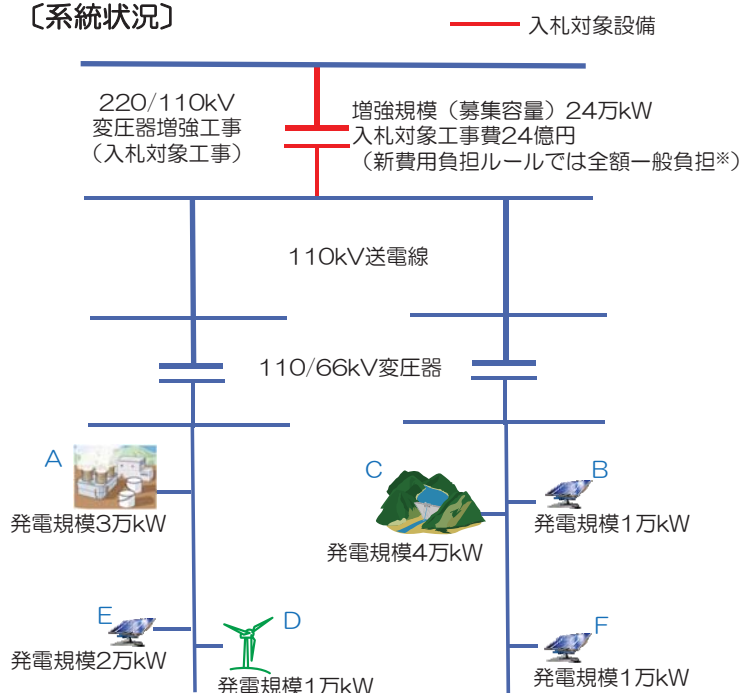 〔系統状況〕
入札対象設備
220/110kV
変圧器増強工事
（入札対象工事）
増強規模（募集容量）24万kW
入札対象工事費24億円
（新費用負担ルールでは全額一般負担※）
110kV送電線
110/66kV変圧器
A
発電規模3万kW
C
発電規模4万kW
B
発電規模1万kW
E
発電規模2万kW
D
発電規模1万kW
F
発電規模1万kW